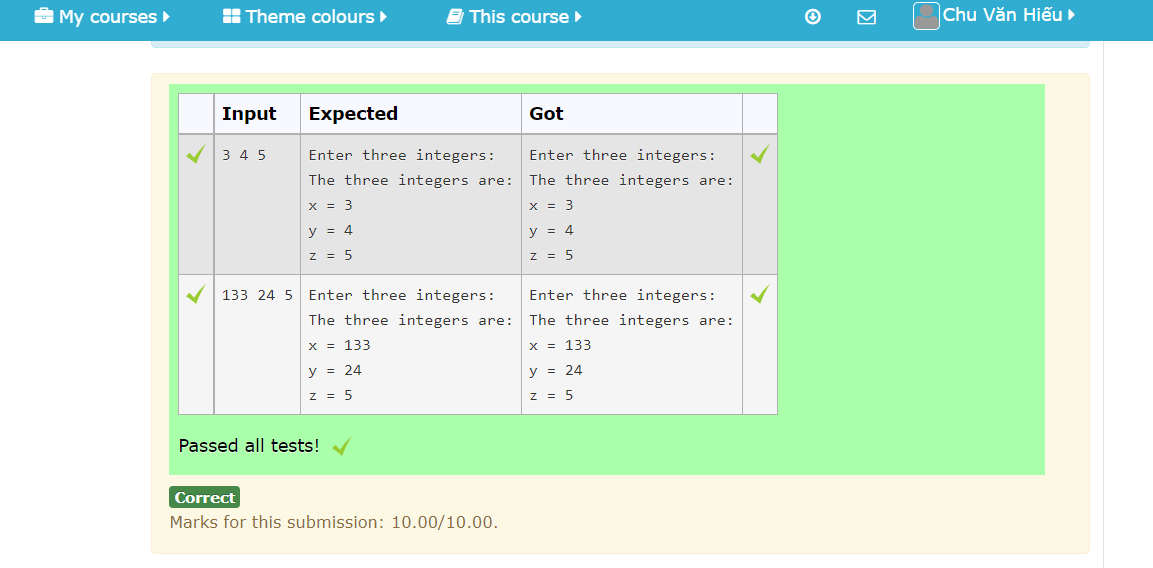 My courses Theme colours This course Chu Văn Hiếu
Input Expected Got
3 4 5 Enter three integers: Enter three integers:
The three integers are: The three integers are:
x = 3 x = 3
y = 4 y = 4
z = 5 z = 5
133 24 5 Enter three integers: Enter three integers:
The three integers are: The three integers are:
x = 133 x = 133
y = 24 y = 24
z = 5 z = 5
Passed all tests!
Correct
Marks for this submission: 10.00/10.00.